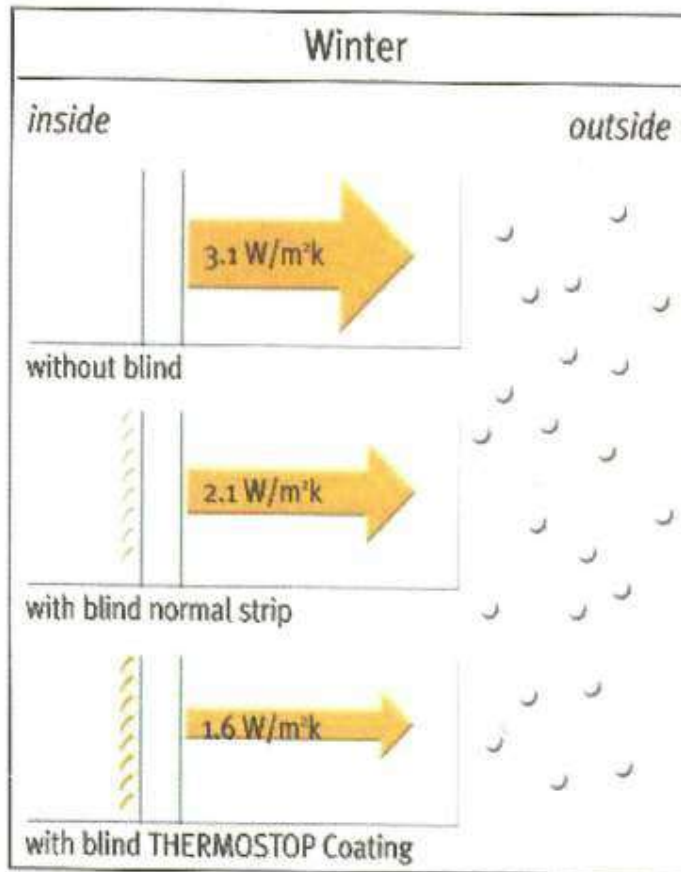 Winter
inside
outside
3.1 W/m²k
without blind
2.1 W/m²k
with blind normal strip
1.6 W/m²k
with blind THERMOSTOP Coating